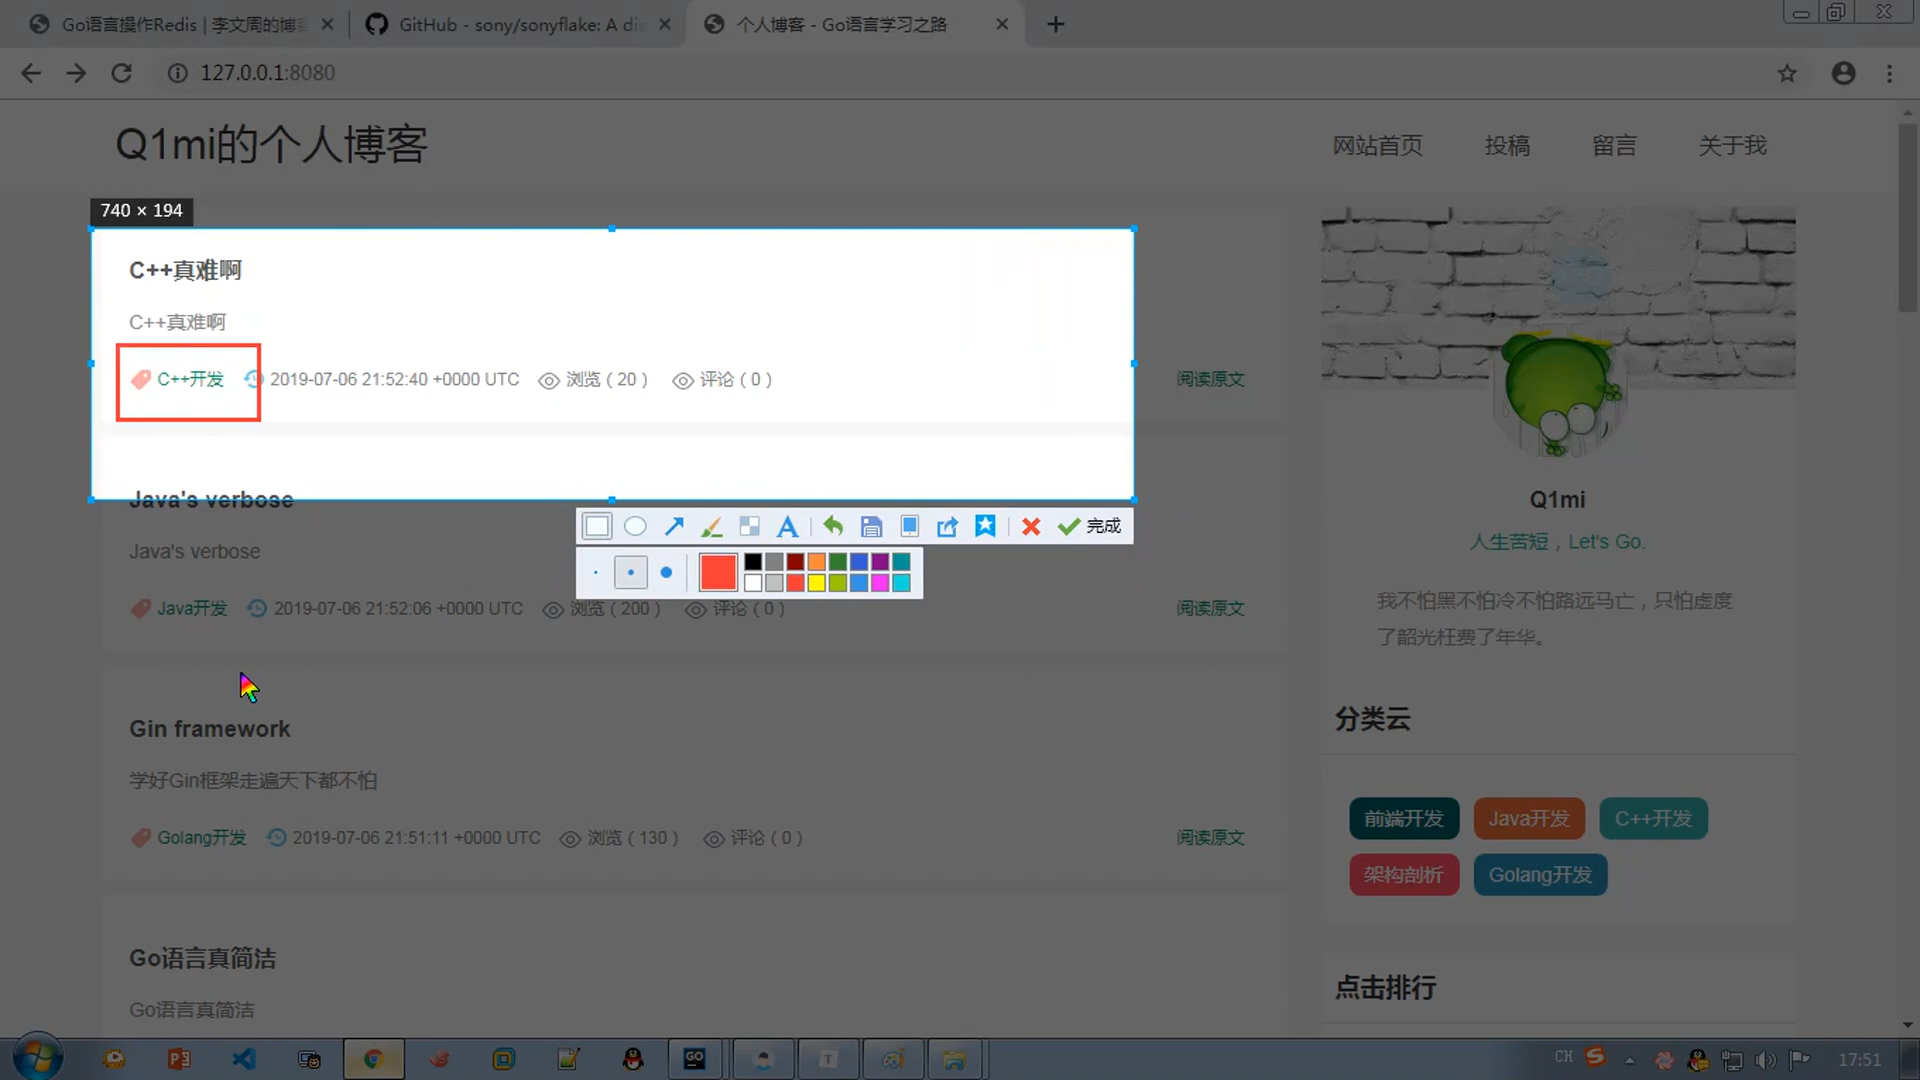 Go语言操作Redis | 李文周的博客
GitHub - sony/sonyflake: A dis
个人博客 - Go语言学习之路
127.0.0.1:8080
Q1mi的个人博客
网站首页
投稿
留言
关于我
740 × 194
C++真难啊
C++真难啊
C++开发 2019-07-06 21:52:40 +0000 UTC 浏览 ( 20 ) 评论 ( 0 )
阅读原文
Java's verbose
完成
Java's verbose
Java开发 2019-07-06 21:52:06 +0000 UTC 浏览 ( 200 ) 评论 ( 0 )
阅读原文
Gin framework
学好Gin框架走遍天下都不怕
Golang开发 2019-07-06 21:51:11 +0000 UTC 浏览 ( 130 ) 评论 ( 0 )
阅读原文
Go语言真简洁
Go语言真简洁
Q1mi
人生苦短，Let's Go.
我不怕黑不怕冷不怕路远马亡，只怕虚度
了韶光枉费了年华。
分类云
前端开发
Java开发
C++开发
架构剖析
Golang开发
点击排行
CH
17:51